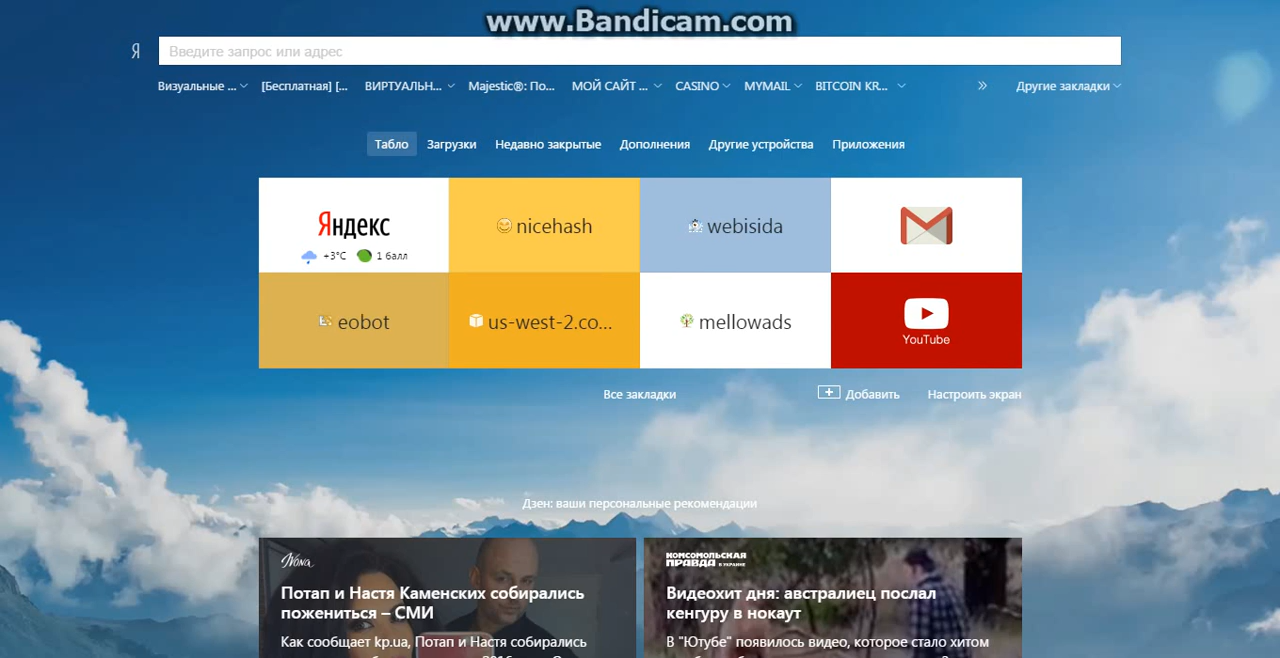 www.Bandicam.com
Я
Введите запрос или адрес
Визуальные ...
[Бесплатная] [...
ВИРТУАЛЬН...
Majestic®: По...
МОЙ САЙТ ...
CASINO
MYMAIL
BITCOIN KR...
Другие закладки
Табло
Загрузки
Недавно закрытые
Дополнения
Другие устройства
Приложения
Яндекс
+3°C
1 балл
nicehash
webisida
eobot
us-west-2.co...
mellowads
YouTube
Все закладки
Добавить
Настроить экран
Дзен: ваши персональные рекомендации
Nona
Потап и Настя Каменских собирались
пожениться – СМИ
Как сообщает kp.ua, Потап и Настя собирались
КОМСОМОЛЬСКАЯ
ПРАВДА В УКРАИНЕ
Видеохит дня: австралиец послал
кенгуру в нокаут
В "Ютубе" появилось видео, которое стало хитом